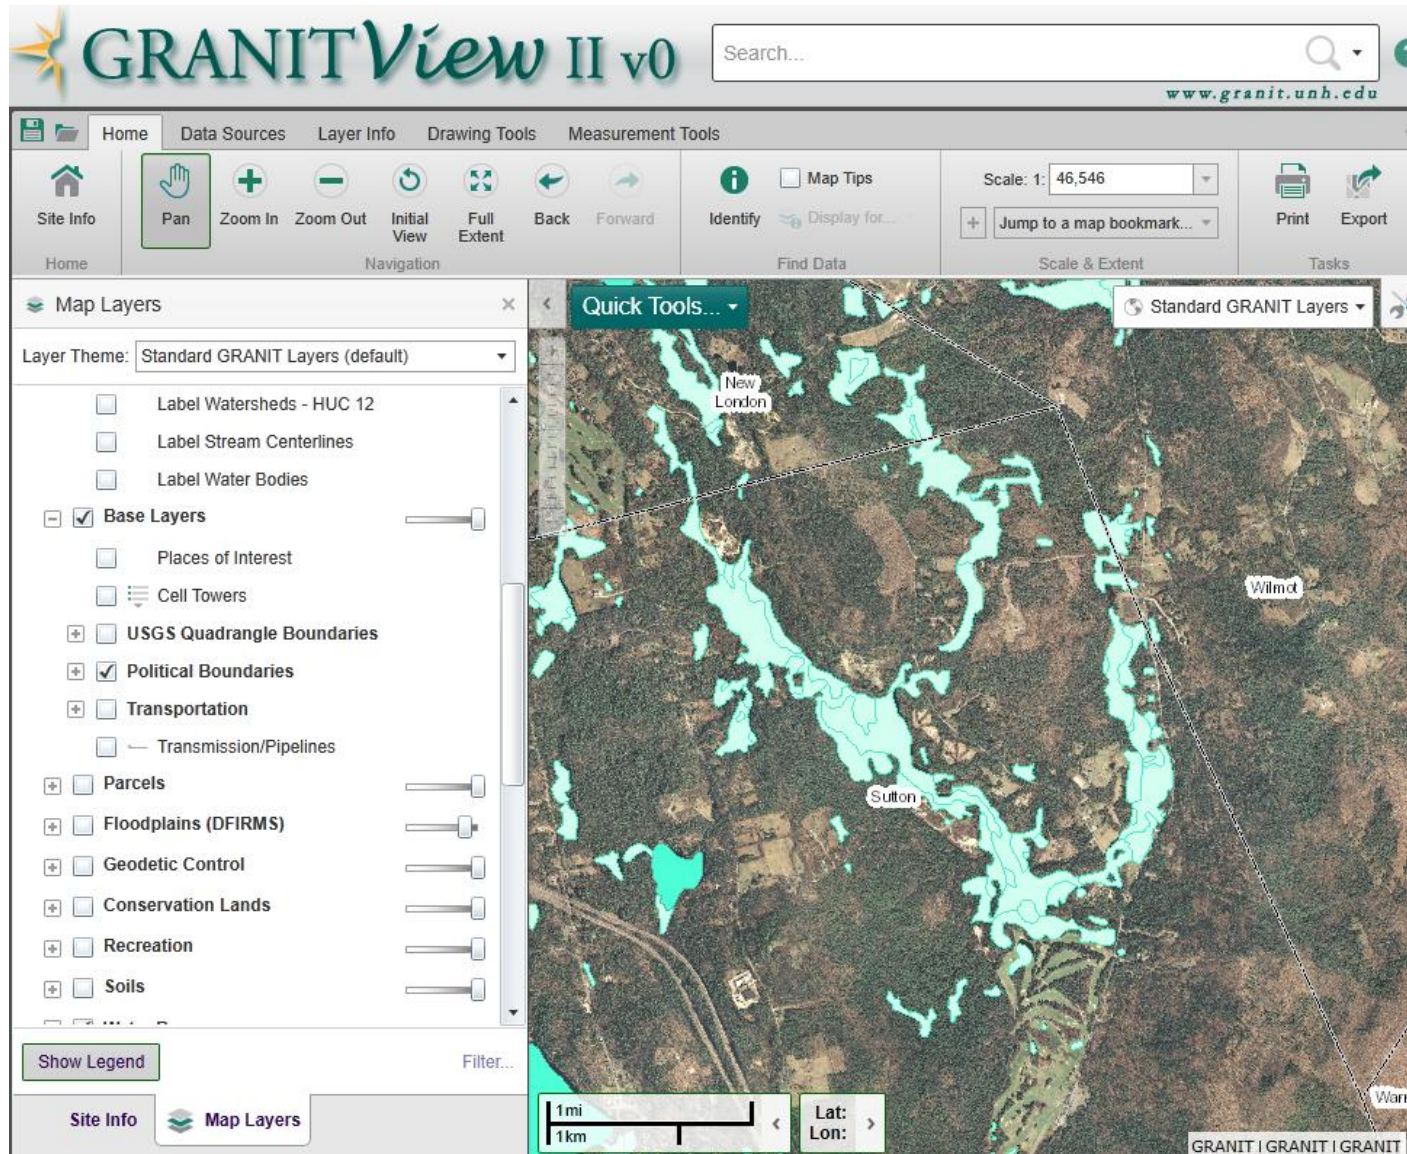 GRANITView II v0
Search...
www.granit.unh.edu
Home Data Sources Layer Info Drawing Tools Measurement Tools
Site Info
Pan
Zoom In
Zoom Out
Initial View
Full Extent
Back
Forward
Identify
Map Tips
Display for...
Scale: 1: 46,546
Jump to a map bookmark...
Print
Export
Home
Navigation
Find Data
Scale & Extent
Tasks
Map Layers
Layer Theme: Standard GRANIT Layers (default)
Label Watersheds - HUC 12
Label Stream Centerlines
Label Water Bodies
Base Layers
Places of Interest
Cell Towers
USGS Quadrangle Boundaries
Political Boundaries
Transportation
Transmission/Pipelines
Parcels
Floodplains (DFIRMS)
Geodetic Control
Conservation Lands
Recreation
Soils
Show Legend
Filter...
Site Info
Map Layers
Quick Tools...
Standard GRANIT Layers
New
London
Wilmot
Sutton
Warn
1mi
1km
Lat:
Lon:
GRANIT | GRANIT | GRANIT